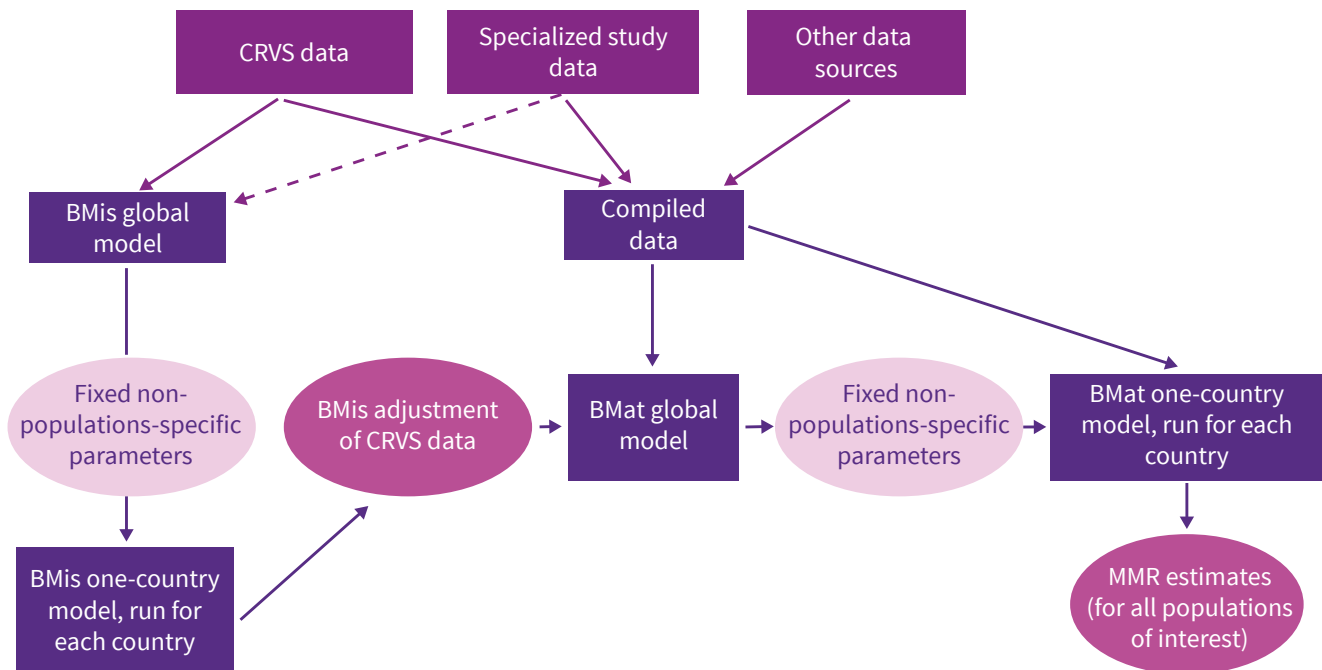 CRVS data
Specialized study
data
Other data
sources
BMis global
model
Compiled
data
Fixed non-
populations-specific
parameters
BMis adjustment
of CRVS data
BMat global
model
Fixed non-
populations-specific
parameters
BMat one-country
model, run for each
country
BMis one-country
model, run for
each country
MMR estimates
(for all populations
of interest)